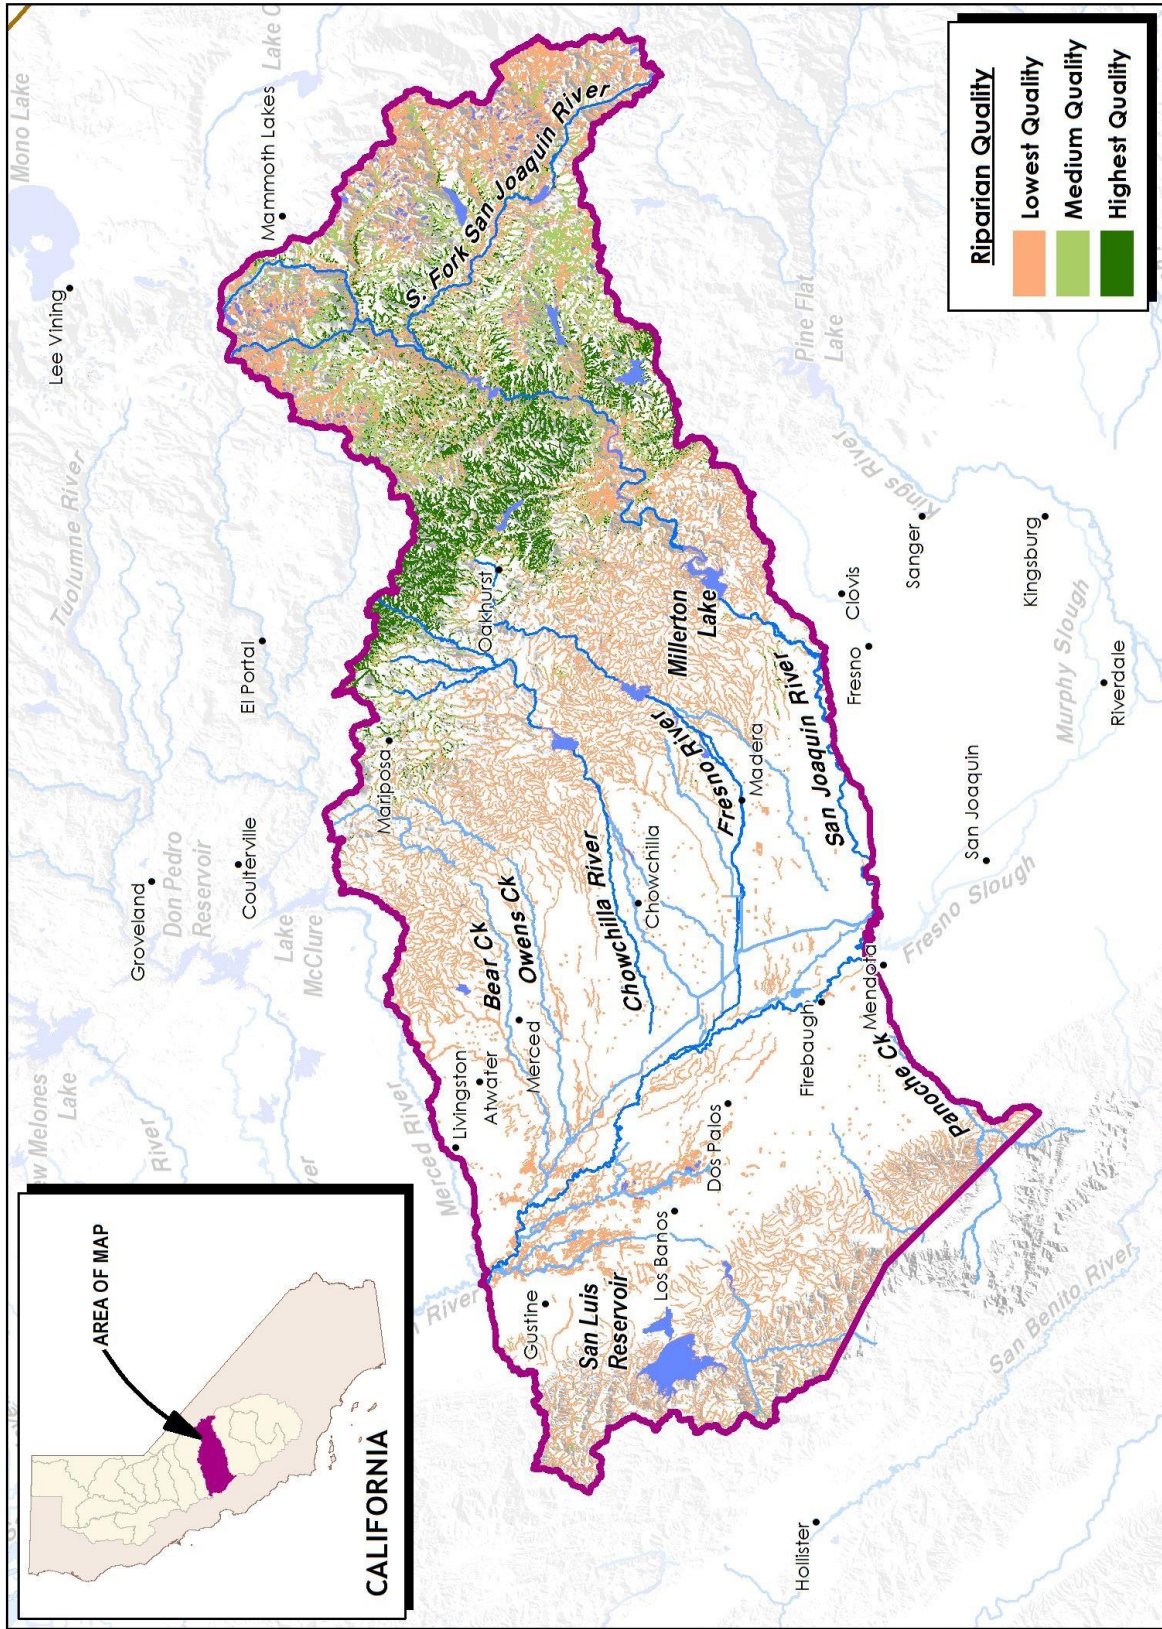 CALIFORNIA
AREA OF MAP
Riparian Quality
Lowest Quality
Medium Quality
Highest Quality
Mono Lake
Lee Vining
Mammoth Lakes
Lake C
Tuolumne River
El Portal
Groveland
Don Pedro
Reservoir
Coulterville
Lake
McClure
ew Melones
Lake
River
ver
Merced River
n River
S. Fork San Joaquin River
Oakhurst
Mariposa
Bear Ck
Owens Ck
Livingston
Atwater
Merced
Chowchilla River
Chowchilla
Fresno River
Madera
Millerton
Lake
San Joaquin River
Gustine
San Luis
Reservoir
Los Banos
Dos Palos
Firebaugh
Mendota
Panoche Ck
Fresno Slough
San Joaquin
Fresno
Clovis
Sanger
Kings River
Pine Flat
Lake
Kingsburg
Murphy Slough
Riverdale
San Benito River
Hollister